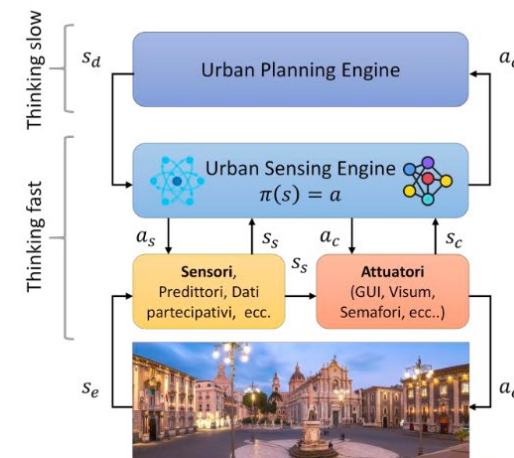 Thinking slow
s_d
Urban Planning Engine
Thinking fast
Urban Sensing Engine
π(s) = a
a_s
s_s
a_c
s_c
Sensori,
Predittori, Dati
partecipativi, ecc..
s_s
Attuatori
(GUI, Visum,
Semafori, ecc..)
s_e